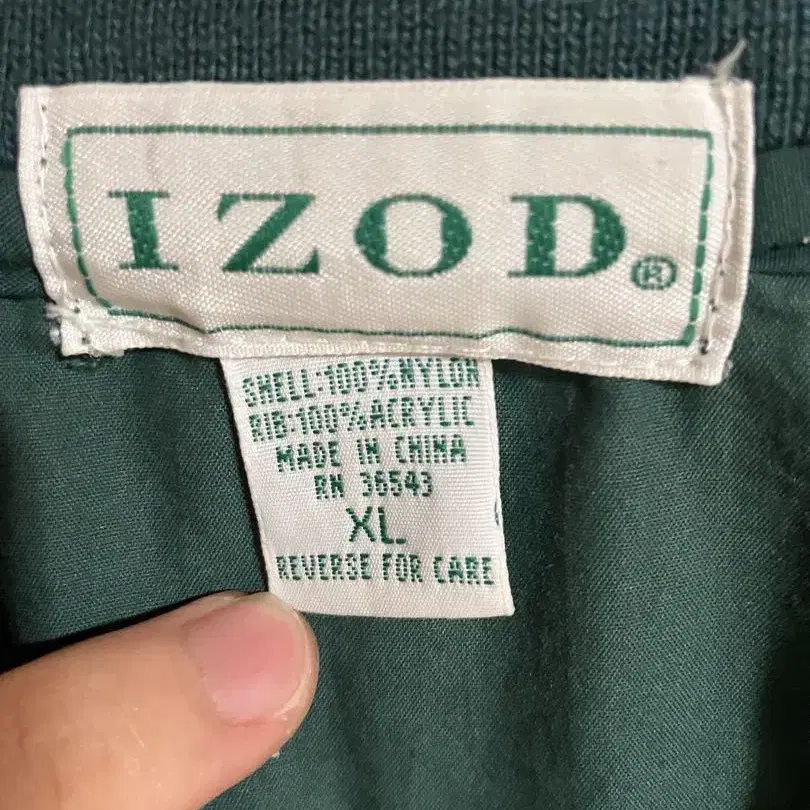 IZOD®
SHELL:100%NYLON
RIB:100%ACRYLIC
MADE IN CHINA
RN 36543
XL
REVERSE FOR CARE